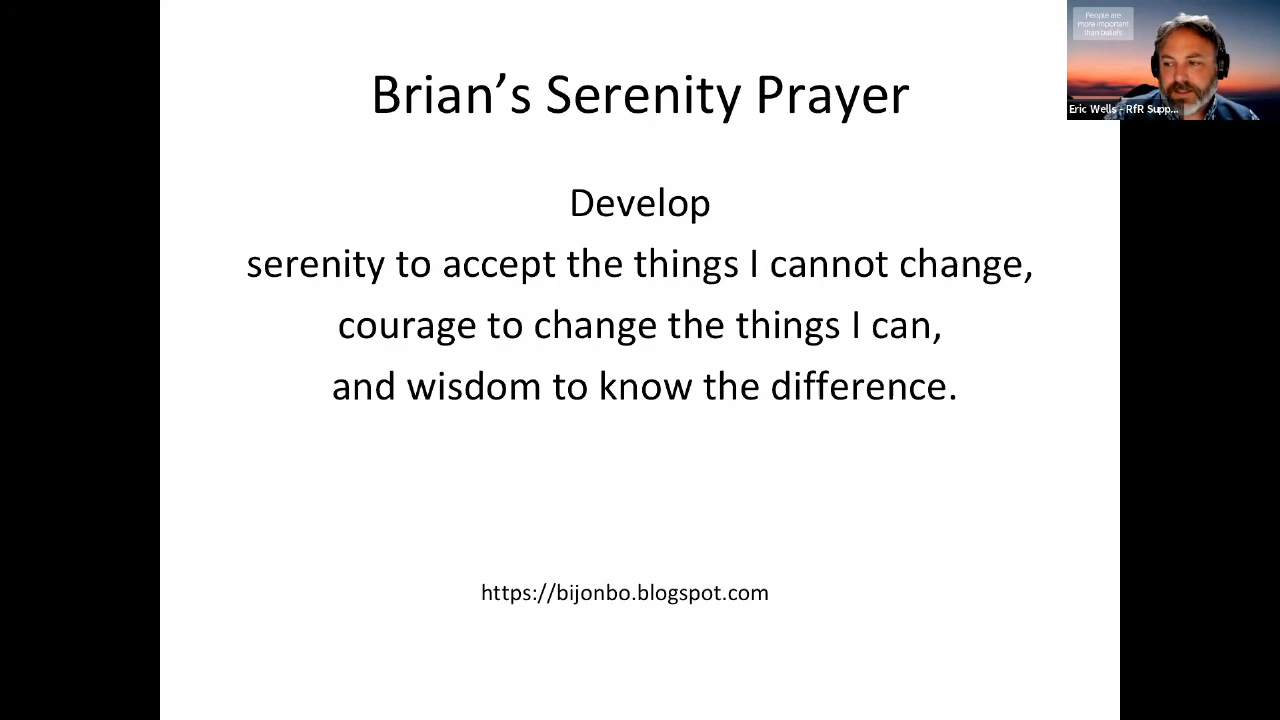 Brian’s Serenity Prayer
Develop
serenity to accept the things I cannot change,
courage to change the things I can,
and wisdom to know the difference.
https://bijonbo.blogspot.com
People are
more important
than beliefs
Eric Wells - RfR Supp...